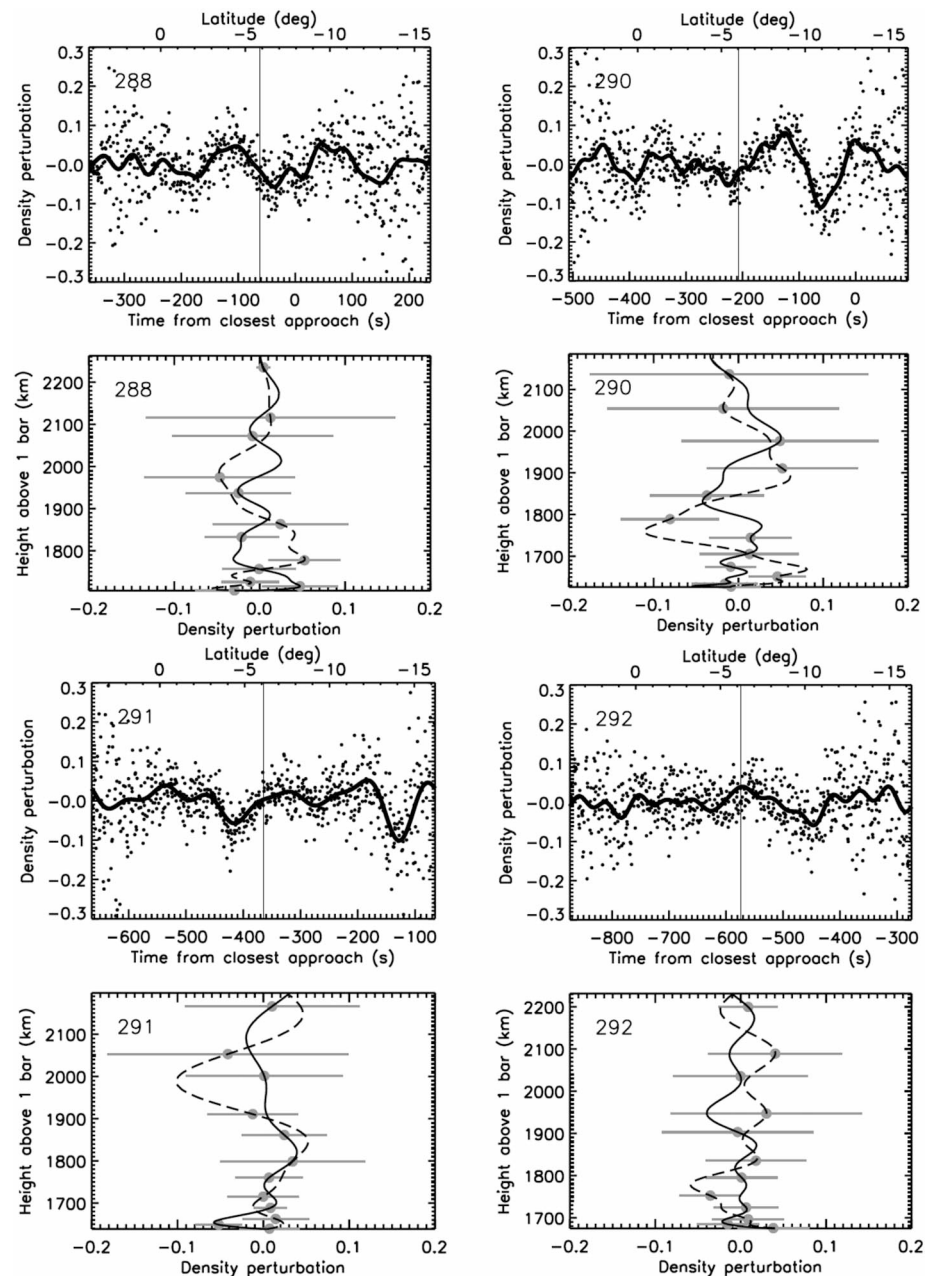 Latitude (deg)
0 −5 −10 −15
0.3
0.2
0.1
−0.0
−0.1
−0.2
−0.3
Density perturbation
288
−300 −200 −100 0 100 200
Time from closest approach (s)
Latitude (deg)
0 −5 −10 −15
0.3
0.2
0.1
−0.0
−0.1
−0.2
−0.3
Density perturbation
290
−500 −400 −300 −200 −100 0
Time from closest approach (s)
288
2200
2100
2000
1900
1800
Height above 1 bar (km)
−0.2 −0.1 0.0 0.1 0.2
Density perturbation
290
2100
2000
1900
1800
1700
Height above 1 bar (km)
−0.2 −0.1 0.0 0.1 0.2
Density perturbation
Latitude (deg)
0 −5 −10 −15
0.3
0.2
0.1
−0.0
−0.1
−0.2
−0.3
Density perturbation
291
−600 −500 −400 −300 −200 −100
Time from closest approach (s)
Latitude (deg)
0 −5 −10 −15
0.3
0.2
0.1
−0.0
−0.1
−0.2
−0.3
Density perturbation
292
−800 −700 −600 −500 −400 −300
Time from closest approach (s)
291
2100
2000
1900
1800
1700
Height above 1 bar (km)
−0.2 −0.1 0.0 0.1 0.2
Density perturbation
292
2200
2100
2000
1900
1800
1700
Height above 1 bar (km)
−0.2 −0.1 0.0 0.1 0.2
Density perturbation